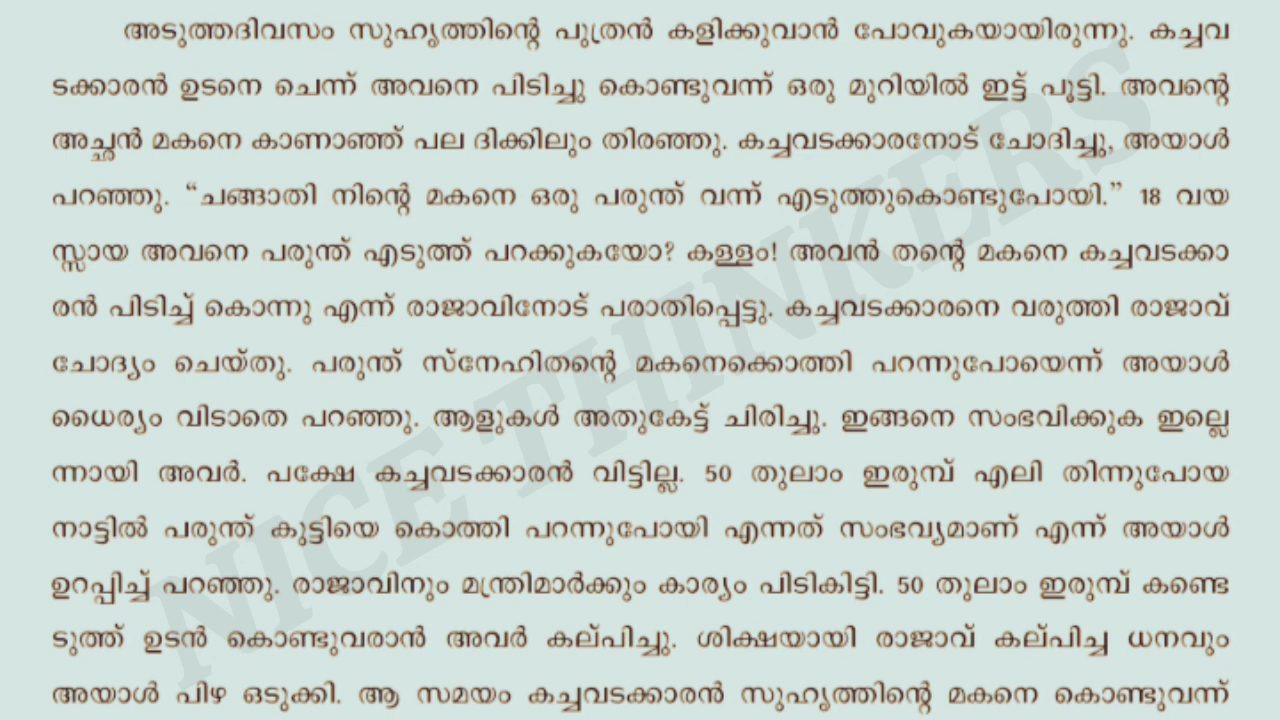 അടുത്തദിവസം സുഹൃത്തിന്റെ പുത്രൻ കളിക്കുവാൻ പോവുകയായിരുന്നു. കച്ചവ
ടക്കാരൻ ഉടനെ ചെന്ന് അവനെ പിടിച്ചു കൊണ്ടുവന്ന് ഒരു മുറിയിൽ ഇട്ട് പൂട്ടി. അവന്റെ
അച്ഛൻ മകനെ കാണാഞ്ഞ് പല ദിക്കിലും തിരഞ്ഞു. കച്ചവടക്കാരനോട് ചോദിച്ചു, അയാൾ
പറഞ്ഞു. “ചങ്ങാതി നിന്റെ മകനെ ഒരു പരുന്ത് വന്ന് എടുത്തുകൊണ്ടുപോയി.” 18 വയ
സ്സായ അവനെ പരുന്ത് എടുത്ത് പറക്കുകയോ? കള്ളം! അവൻ തന്റെ മകനെ കച്ചവടക്കാ
രൻ പിടിച്ച് കൊന്നു എന്ന് രാജാവിനോട് പരാതിപ്പെട്ടു. കച്ചവടക്കാരനെ വരുത്തി രാജാവ്
ചോദ്യം ചെയ്തു. പരുന്ത് സ്നേഹിതന്റെ മകനെക്കൊത്തി പറന്നുപോയെന്ന് അയാൾ
ധൈര്യം വിടാതെ പറഞ്ഞു. ആളുകൾ അതുകേട്ട് ചിരിച്ചു. ഇങ്ങനെ സംഭവിക്കുക ഇല്ലെ
ന്നായി അവർ. പക്ഷേ കച്ചവടക്കാരൻ വിട്ടില്ല. 50 തുലാം ഇരുമ്പ് എലി തിന്നുപോയ
നാട്ടിൽ പരുന്ത് കുട്ടിയെ കൊത്തി പറന്നുപോയി എന്നത് സംഭവ്യമാണ് എന്ന് അയാൾ
ഉറപ്പിച്ച് പറഞ്ഞു. രാജാവിനും മന്ത്രിമാർക്കും കാര്യം പിടികിട്ടി. 50 തുലാം ഇരുമ്പ് കണ്ടെ
ടുത്ത് ഉടൻ കൊണ്ടുവരാൻ അവർ കല്പിച്ചു. ശിക്ഷയായി രാജാവ് കല്പിച്ച ധനവും
അയാൾ പിഴ ഒടുക്കി. ആ സമയം കച്ചവടക്കാരൻ സുഹൃത്തിന്റെ മകനെ കൊണ്ടുവന്ന്
NICE THINKERS